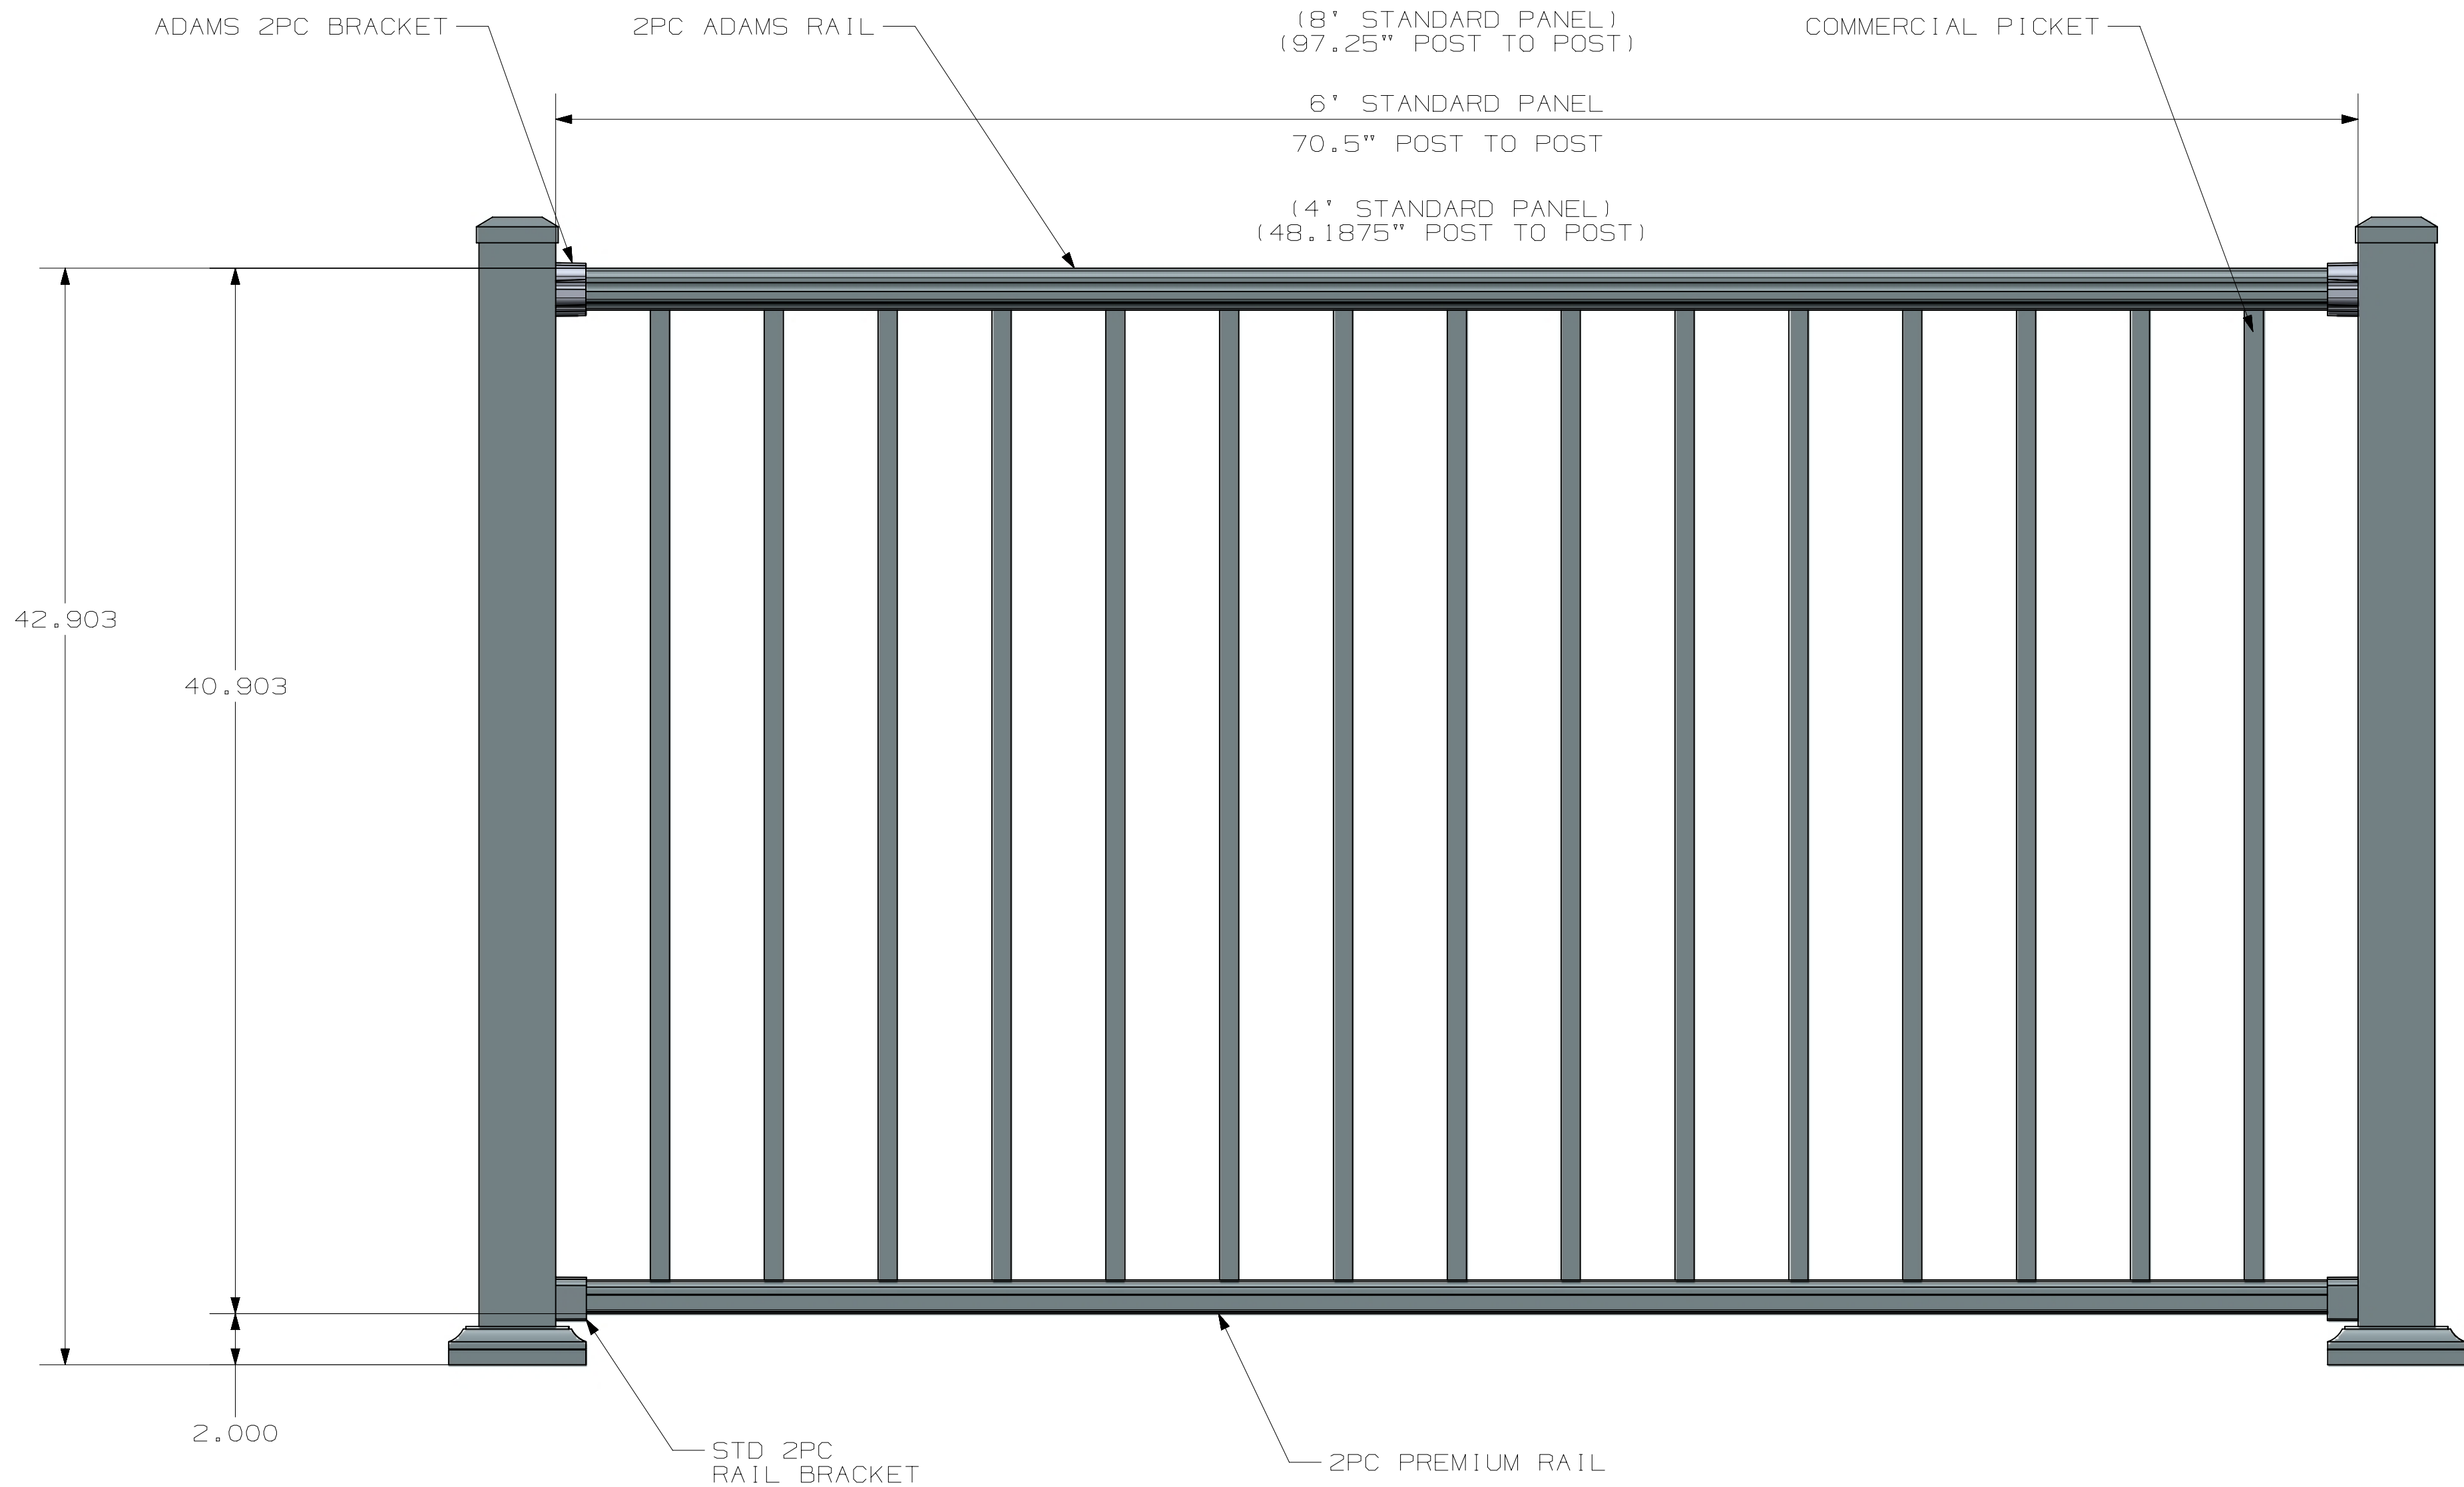 ADAMS 2PC BRACKET
2PC ADAMS RAIL
(8' STANDARD PANEL)
(97.25" POST TO POST)
COMMERCIAL PICKET
6' STANDARD PANEL
70.5" POST TO POST
(4' STANDARD PANEL)
(48.1875" POST TO POST)
42.903
40.903
2.000
STD 2PC
RAIL BRACKET
2PC PREMIUM RAIL